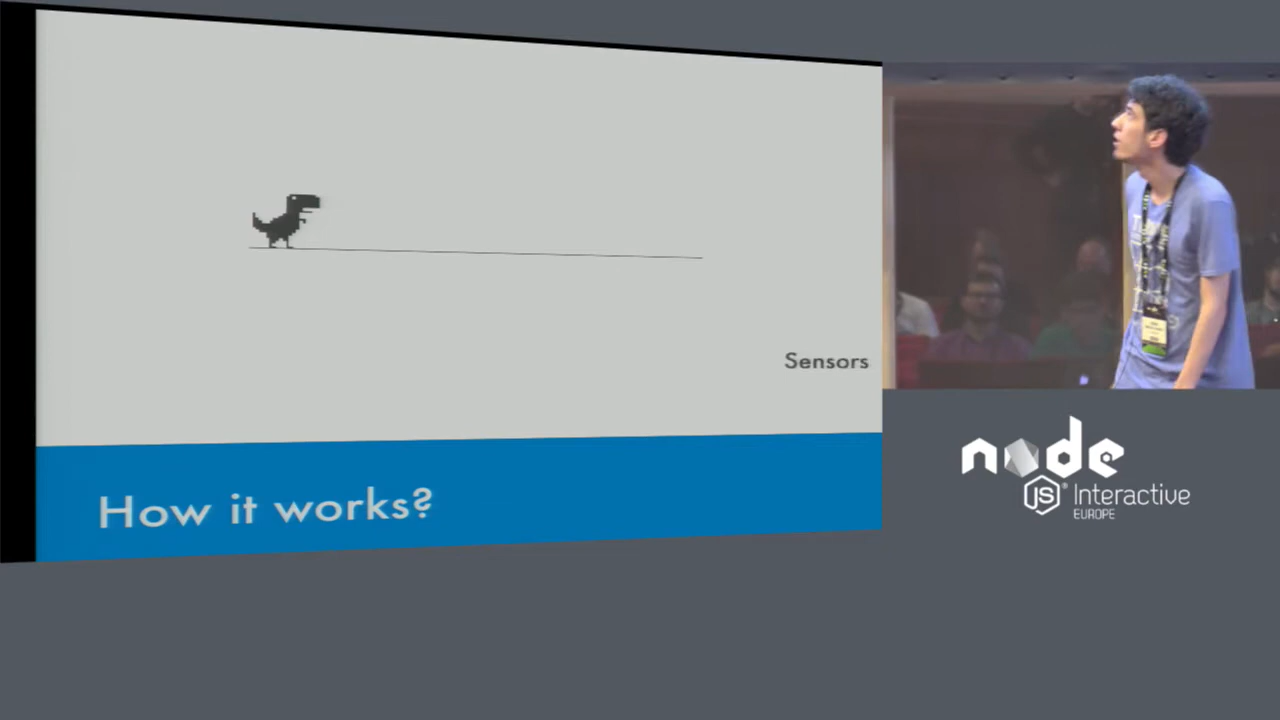 Sensors
How it works?
node
JS® Interactive
EUROPE